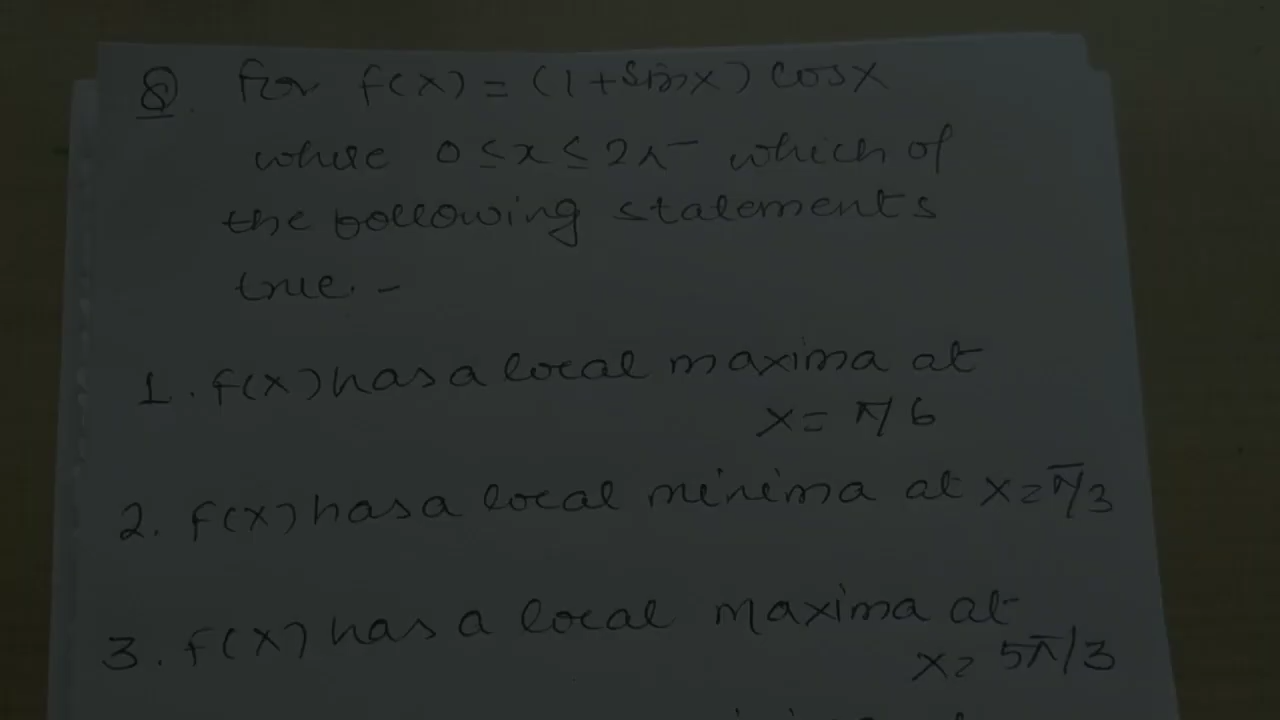 Q. For f(x) = (1+sinx) cosx
where 0 ≤ x ≤ 2π which of
the following statements
true. -
1. f(x) has a local maxima at
x = π/6
2. f(x) has a local minima at x = π/3
3. f(x) has a local maxima at
x = 5π/3